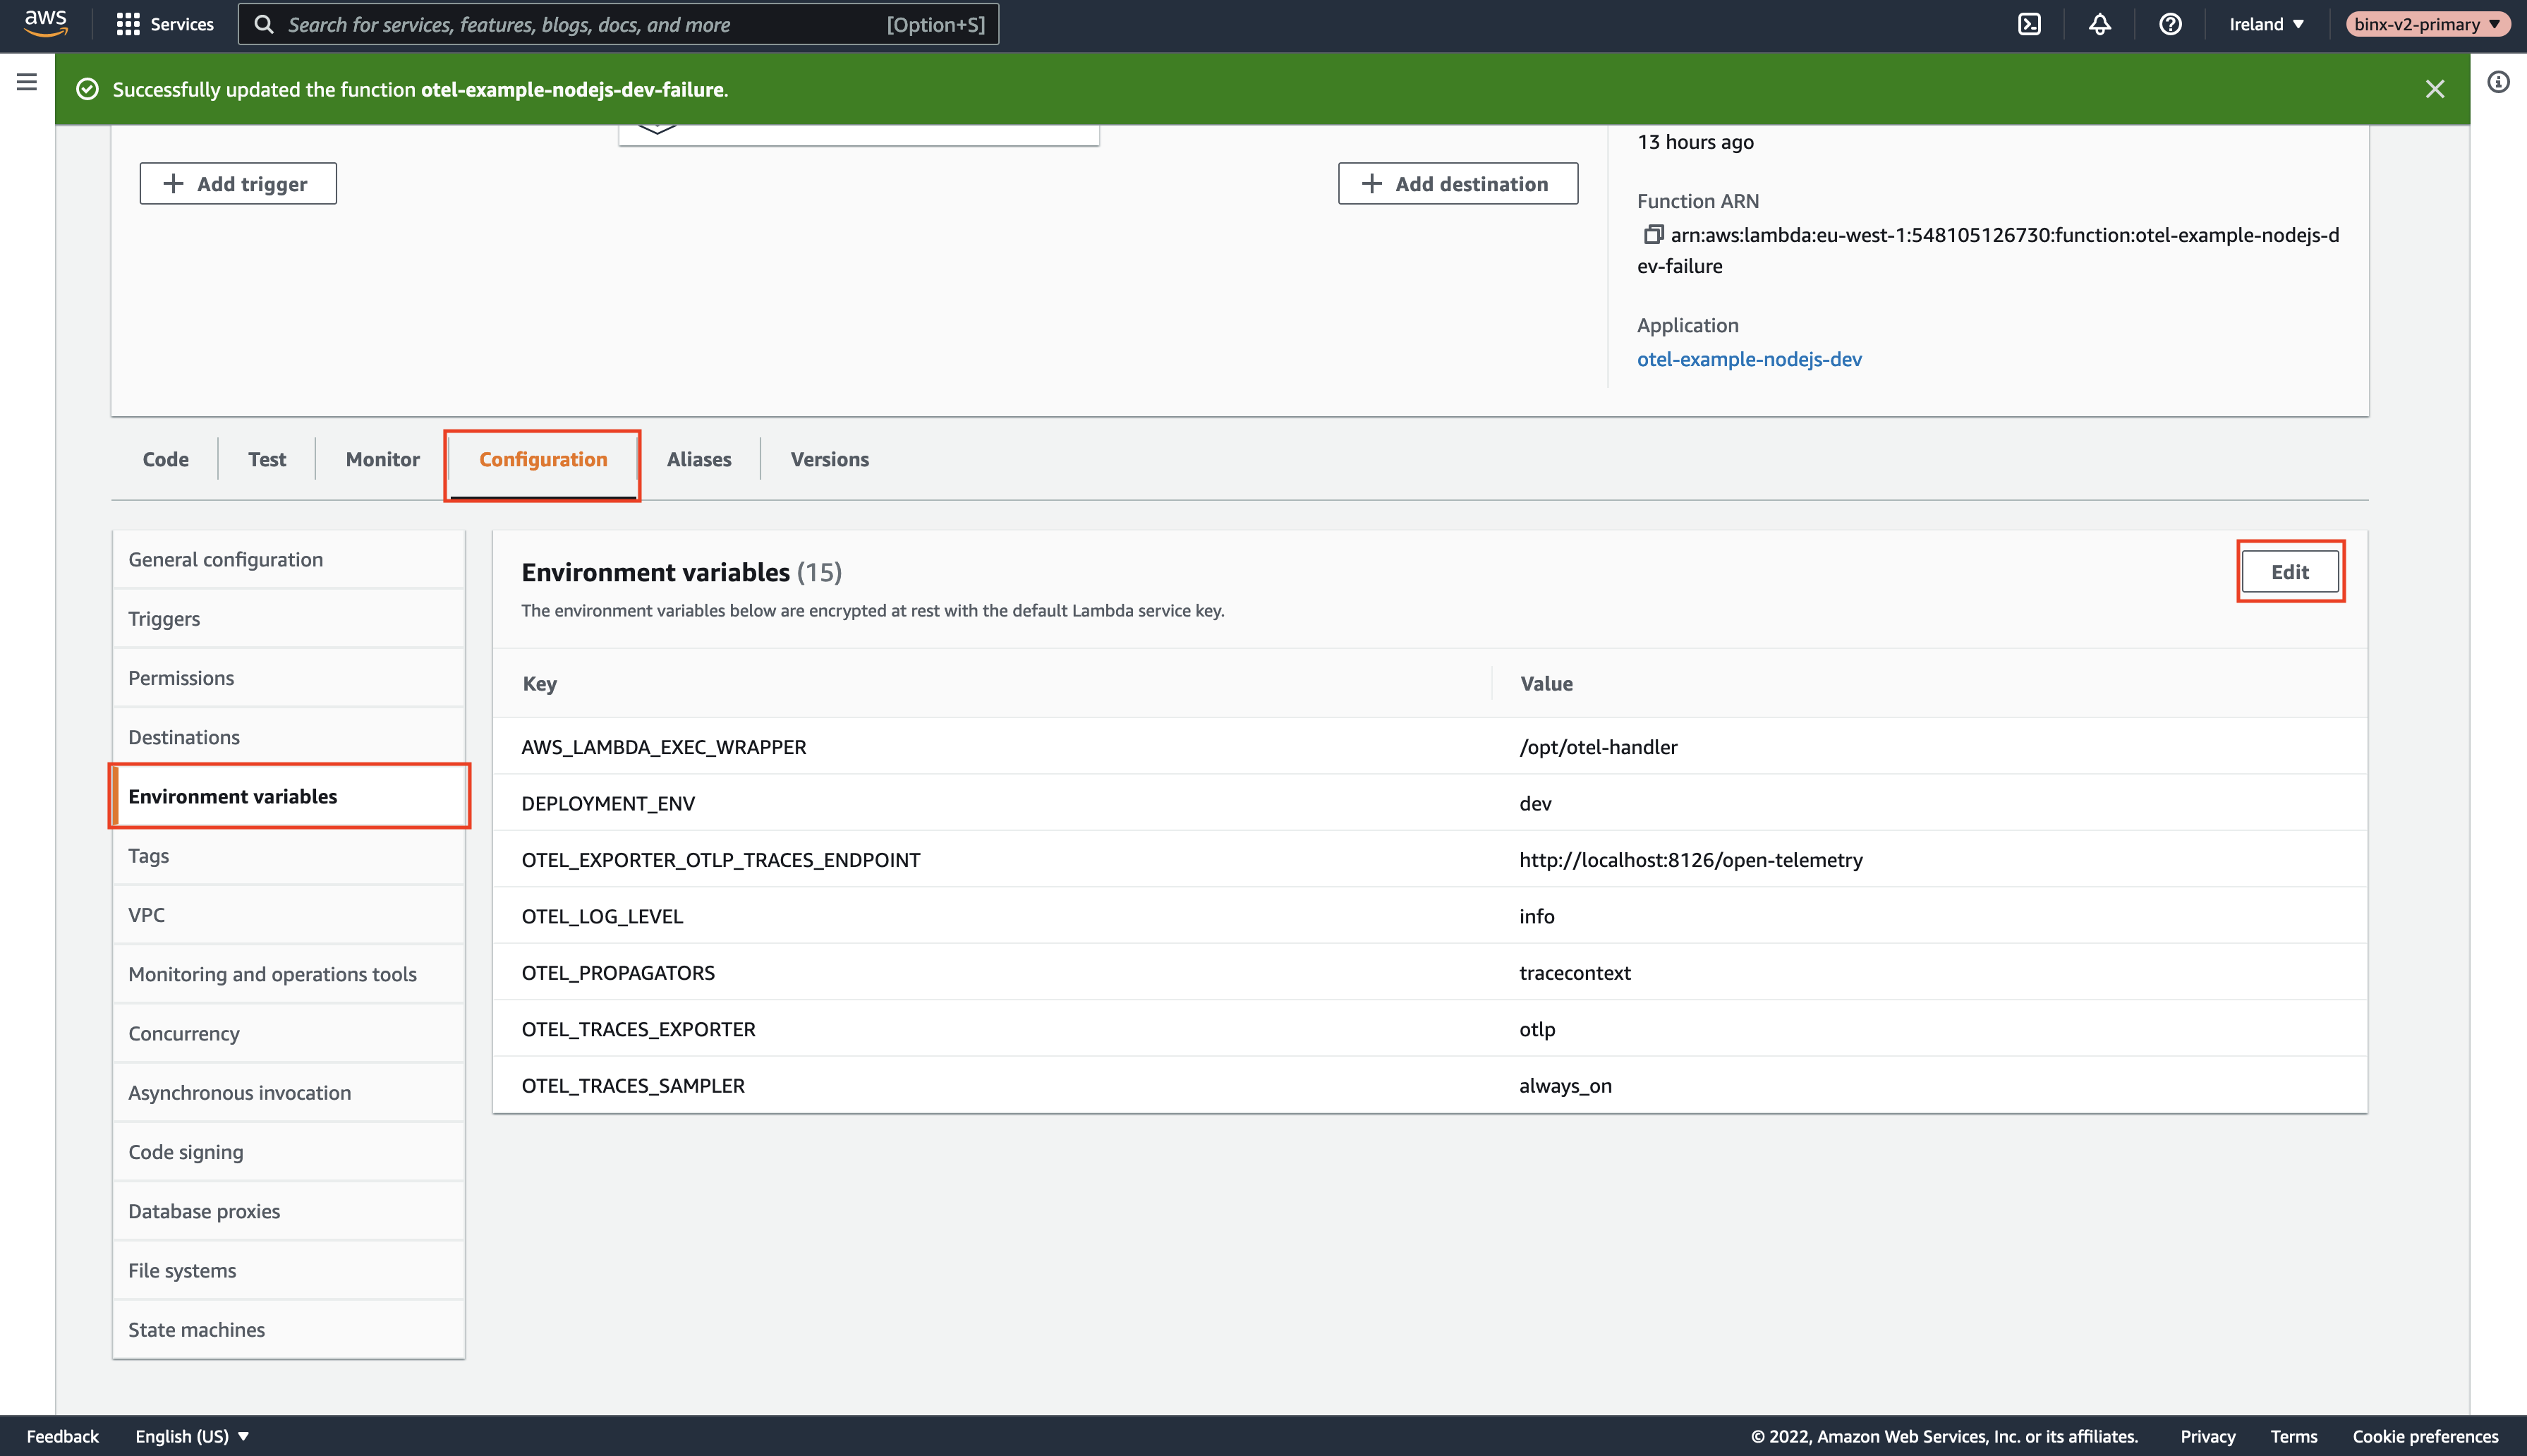 aws
Services
Search for services, features, blogs, docs, and more [Option+S]
Ireland ▼
binx-v2-primary ▼
Successfully updated the function otel-example-nodejs-dev-failure.
Add trigger
Add destination
13 hours ago
Function ARN
arn:aws:lambda:eu-west-1:548105126730:function:otel-example-nodejs-d
ev-failure
Application
otel-example-nodejs-dev
Code
Test
Monitor
Configuration
Aliases
Versions
General configuration
Triggers
Permissions
Destinations
Environment variables
Tags
VPC
Monitoring and operations tools
Concurrency
Asynchronous invocation
Code signing
Database proxies
File systems
State machines
Environment variables (15)
Edit
The environment variables below are encrypted at rest with the default Lambda service key.
Key Value
AWS_LAMBDA_EXEC_WRAPPER /opt/otel-handler
DEPLOYMENT_ENV dev
OTEL_EXPORTER_OTLP_TRACES_ENDPOINT http://localhost:8126/open-telemetry
OTEL_LOG_LEVEL info
OTEL_PROPAGATORS tracecontext
OTEL_TRACES_EXPORTER otlp
OTEL_TRACES_SAMPLER always_on
Feedback
English (US) ▼
© 2022, Amazon Web Services, Inc. or its affiliates.
Privacy
Terms
Cookie preferences